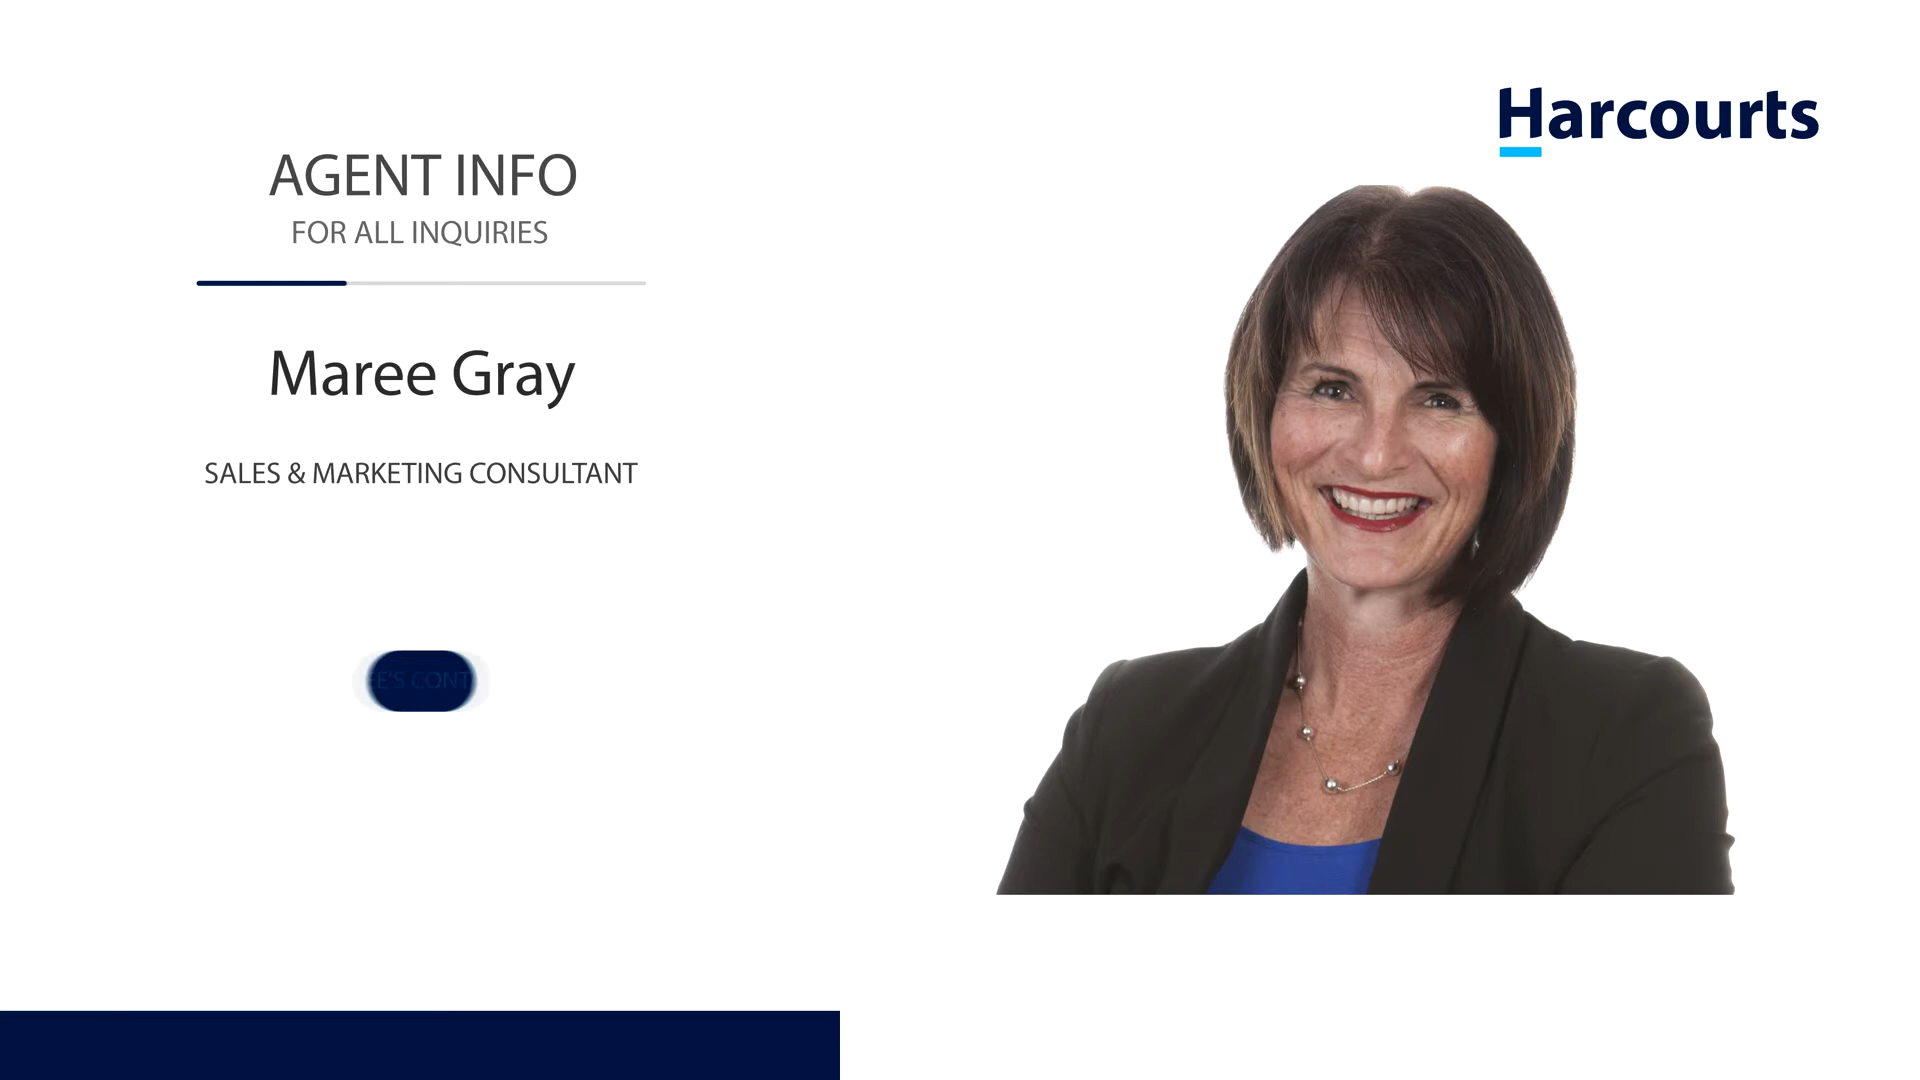 Harcourts
AGENT INFO
FOR ALL INQUIRIES
Maree Gray
SALES & MARKETING CONSULTANT